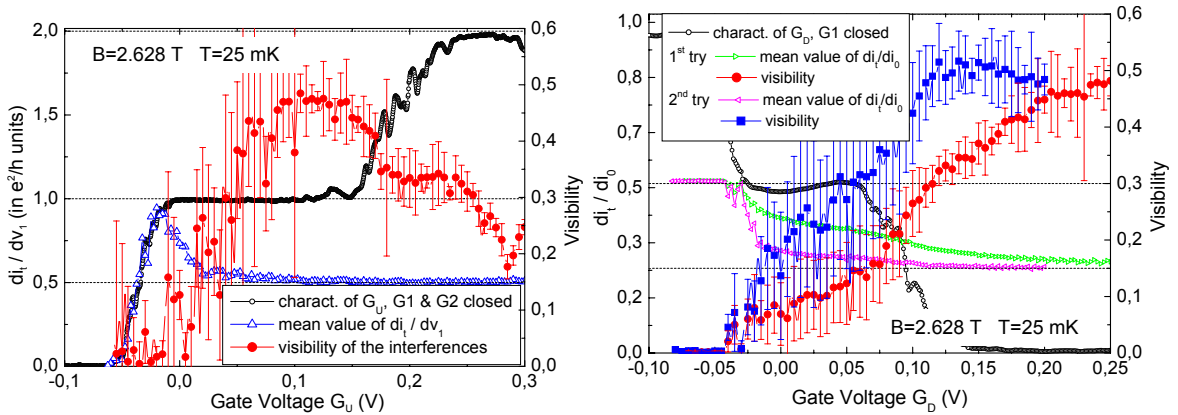 B=2.628 T T=25 mK
2,0
1,5
1,0
0,5
0,0
0,6
0,5
0,4
0,3
0,2
0,1
0,0
di_t / dv_1 (in e²/h units)
Visibility
charact. of G_U, G1 & G2 closed
mean value of di_t / dv_1
visibility of the interferences
-0,1 0,0 0,1 0,2 0,3
Gate Voltage G_U (V)
charact. of G_D, G1 closed
1st try mean value of di_t/di_0
visibility
2nd try mean value of di_t/di_0
visibility
1,0
0,8
0,6
0,5
0,3
0,2
0,0
0,6
0,5
0,4
0,3
0,2
0,1
0,0
di_t / di_0
Visibility
B=2.628 T T=25 mK
-0,10 -0,05 0,00 0,05 0,10 0,15 0,20 0,25
Gate Voltage G_D (V)